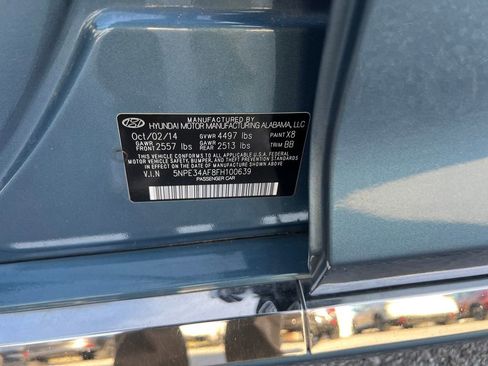 MANUFACTURED BY
HYUNDAI MOTOR MANUFACTURING ALABAMA, LLC
Oct/02/14 GVWR 4497 lbs PAINT X8
GAWR FRONT 2557 lbs GAWR REAR 2513 lbs TRIM BB
THIS VEHICLE CONFORMS TO ALL APPLICABLE U.S.A FEDERAL
MOTOR VEHICLE SAFETY, BUMPER, AND THEFT PREVENTION STANDARDS
IN EFFECT ON THE DATE OF MANUFACTURE SHOWN ABOVE.
V.I.N 5NPE34AF8FH100639
PASSENGER CAR